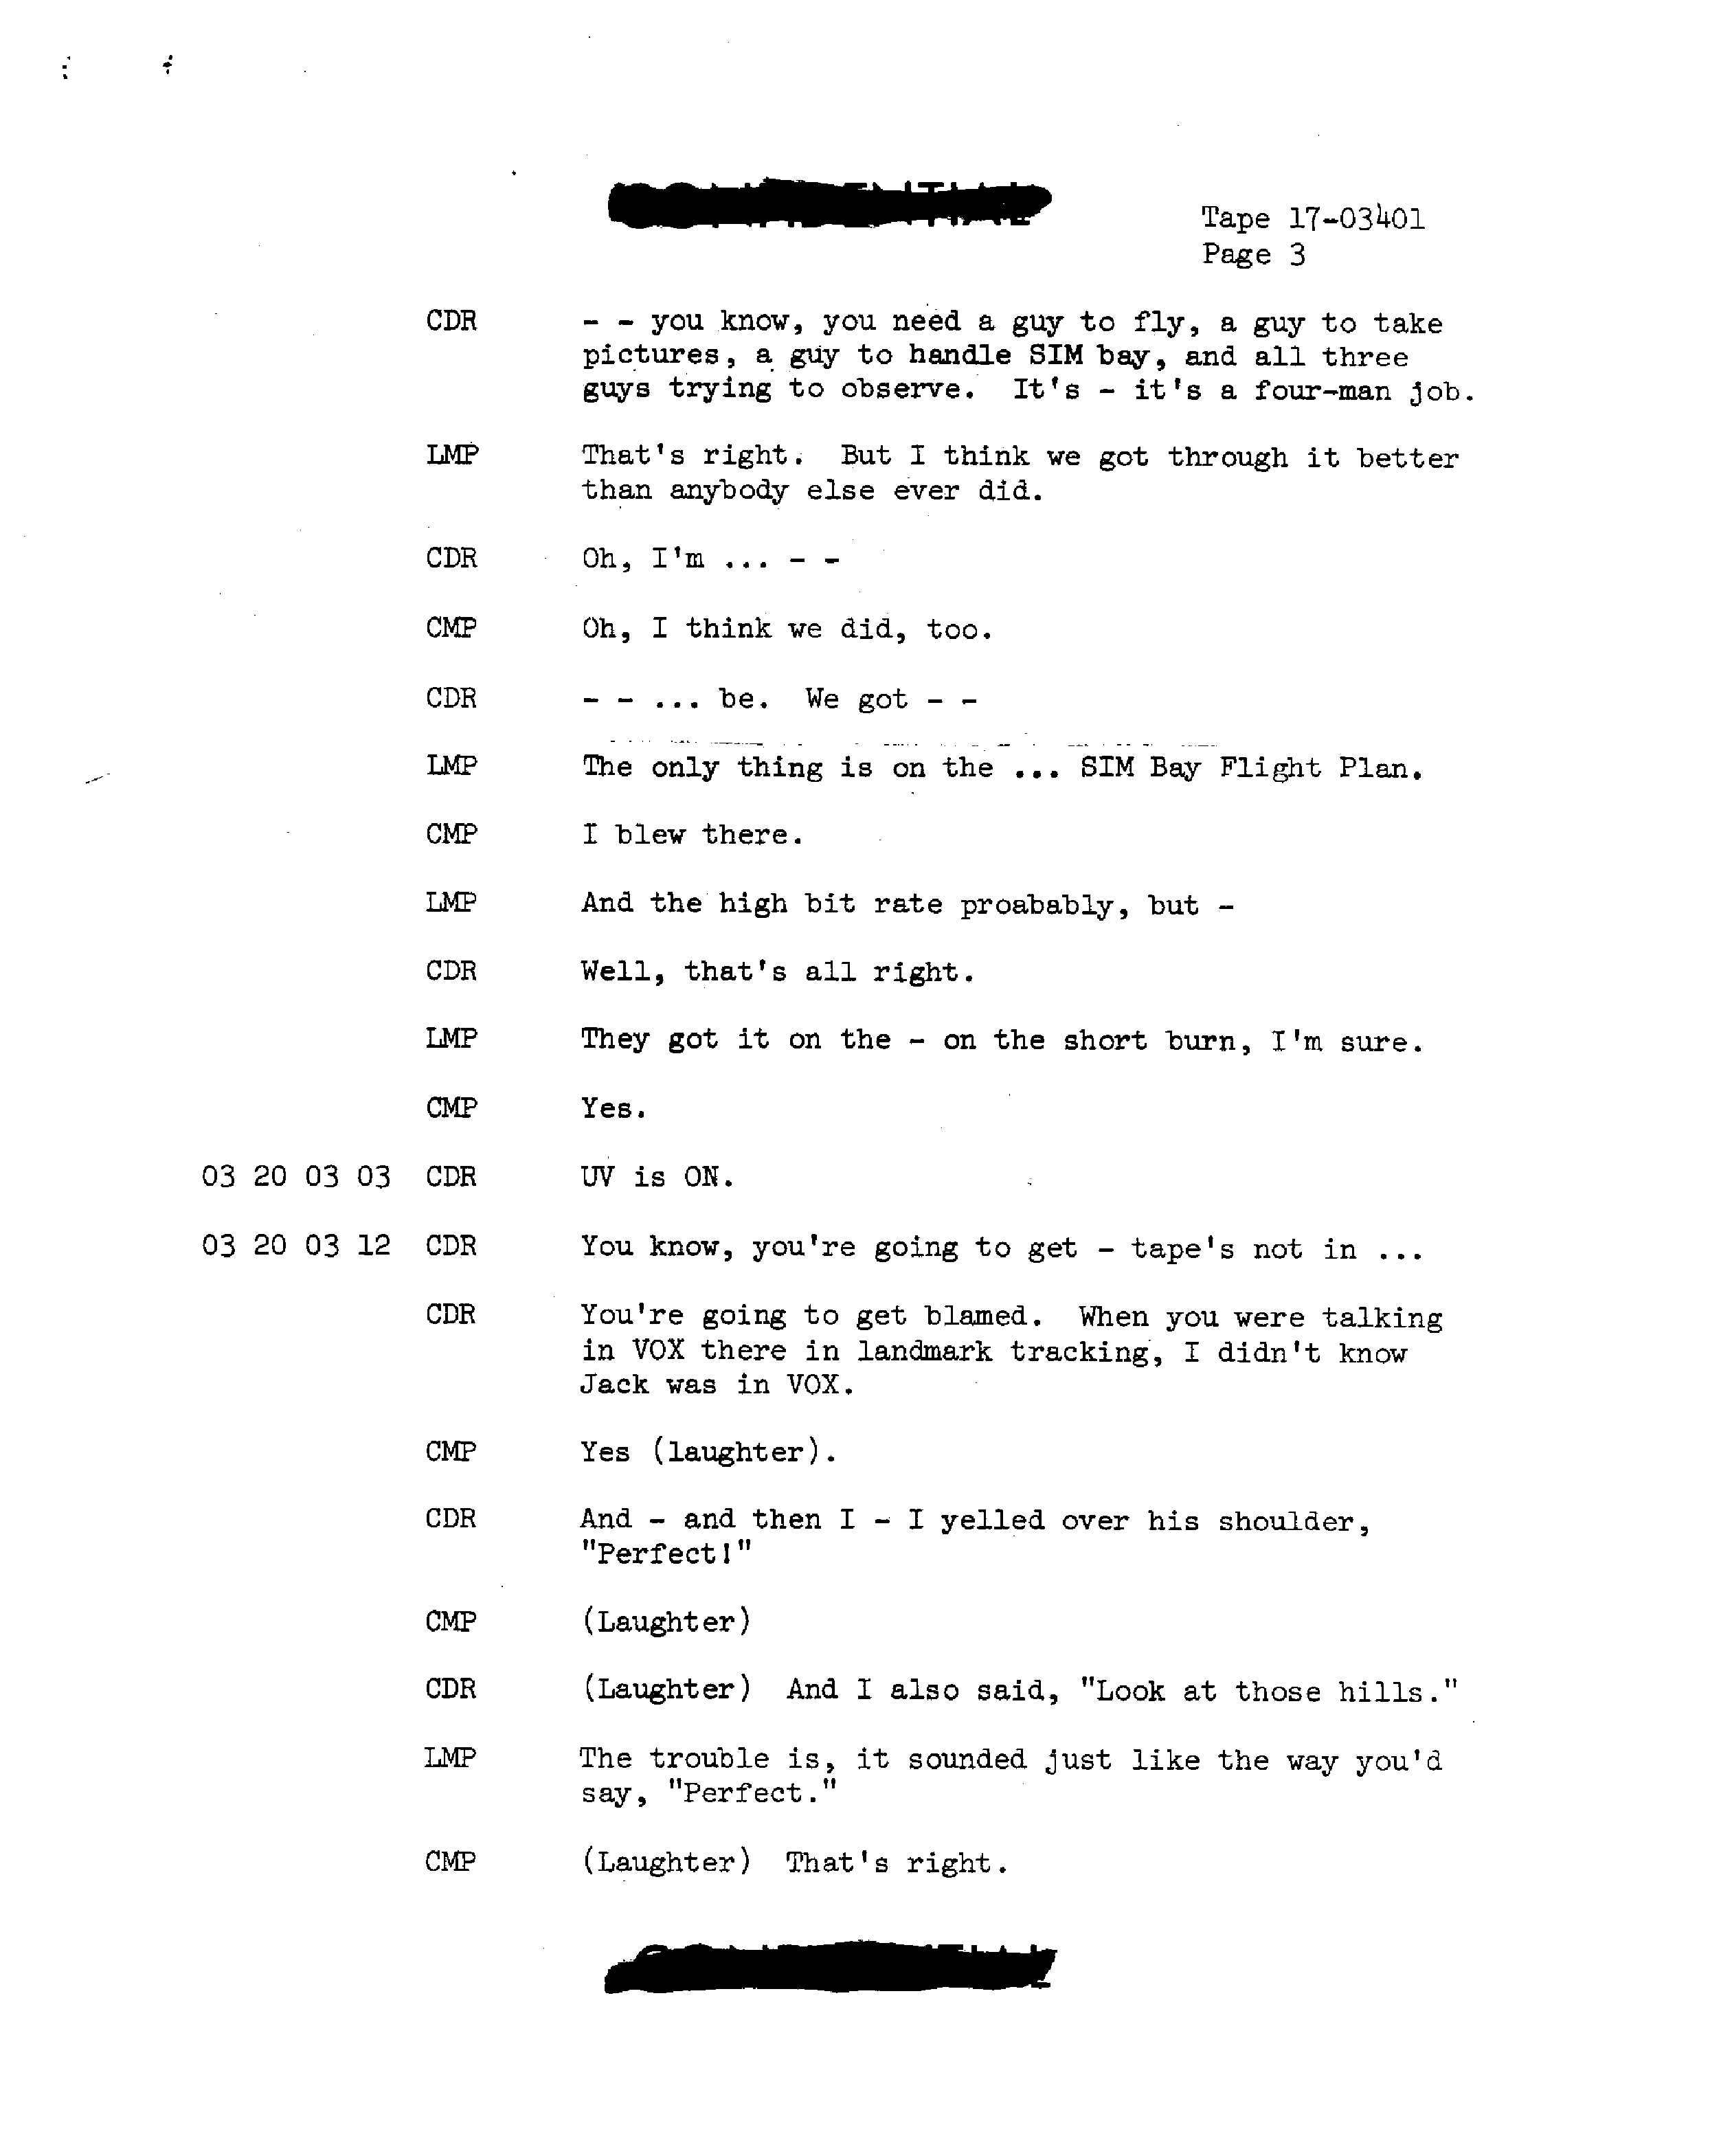 Tape 17-03401
Page 3
CDR - - you know, you need a guy to fly, a guy to take
pictures, a guy to handle SIM bay, and all three
guys trying to observe. It's - it's a four-man job.
LMP That's right. But I think we got through it better
than anybody else ever did.
CDR Oh, I'm ... - -
CMP Oh, I think we did, too.
CDR - - ... be. We got - -
LMP The only thing is on the ... SIM Bay Flight Plan.
CMP I blew there.
LMP And the high bit rate proabably, but -
CDR Well, that's all right.
LMP They got it on the - on the short burn, I'm sure.
CMP Yes.
03 20 03 03 CDR UV is ON.
03 20 03 12 CDR You know, you're going to get - tape's not in ...
CDR You're going to get blamed. When you were talking
in VOX there in landmark tracking, I didn't know
Jack was in VOX.
CMP Yes (laughter).
CDR And - and then I - I yelled over his shoulder,
"Perfect!"
CMP (Laughter)
CDR (Laughter) And I also said, "Look at those hills."
LMP The trouble is, it sounded just like the way you'd
say, "Perfect."
CMP (Laughter) That's right.